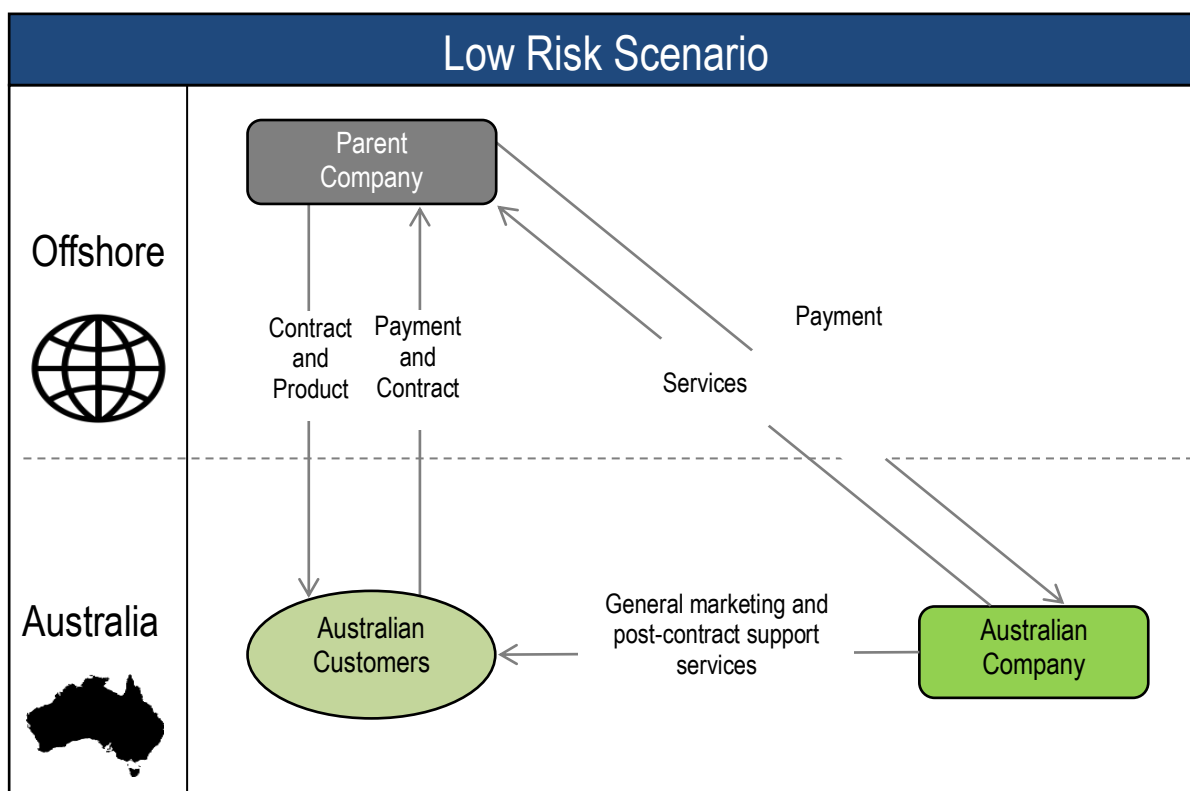 Low Risk Scenario
Parent
Company
Offshore
Contract
and
Product
Payment
and
Contract
Payment
Services
Australia
Australian
Customers
General marketing and
post-contract support
services
Australian
Company